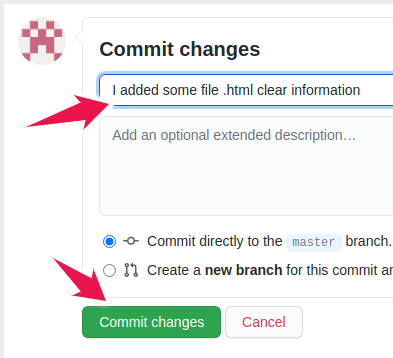 Commit changes
I added some file .html clear information
Add an optional extended description…
Commit directly to the master branch.
Create a new branch for this commit
Commit changes
Cancel